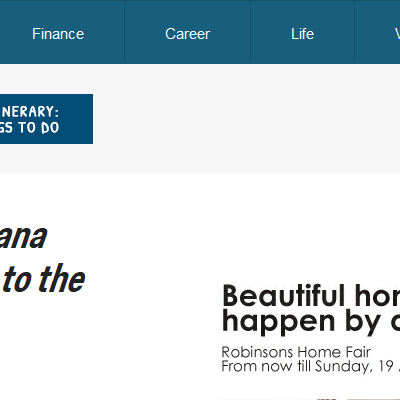 Finance Career Life
NERARY:
GS TO DO
ana
to the
Beautiful
happen by
Robinsons Home Fair
From now till Sunday, 19